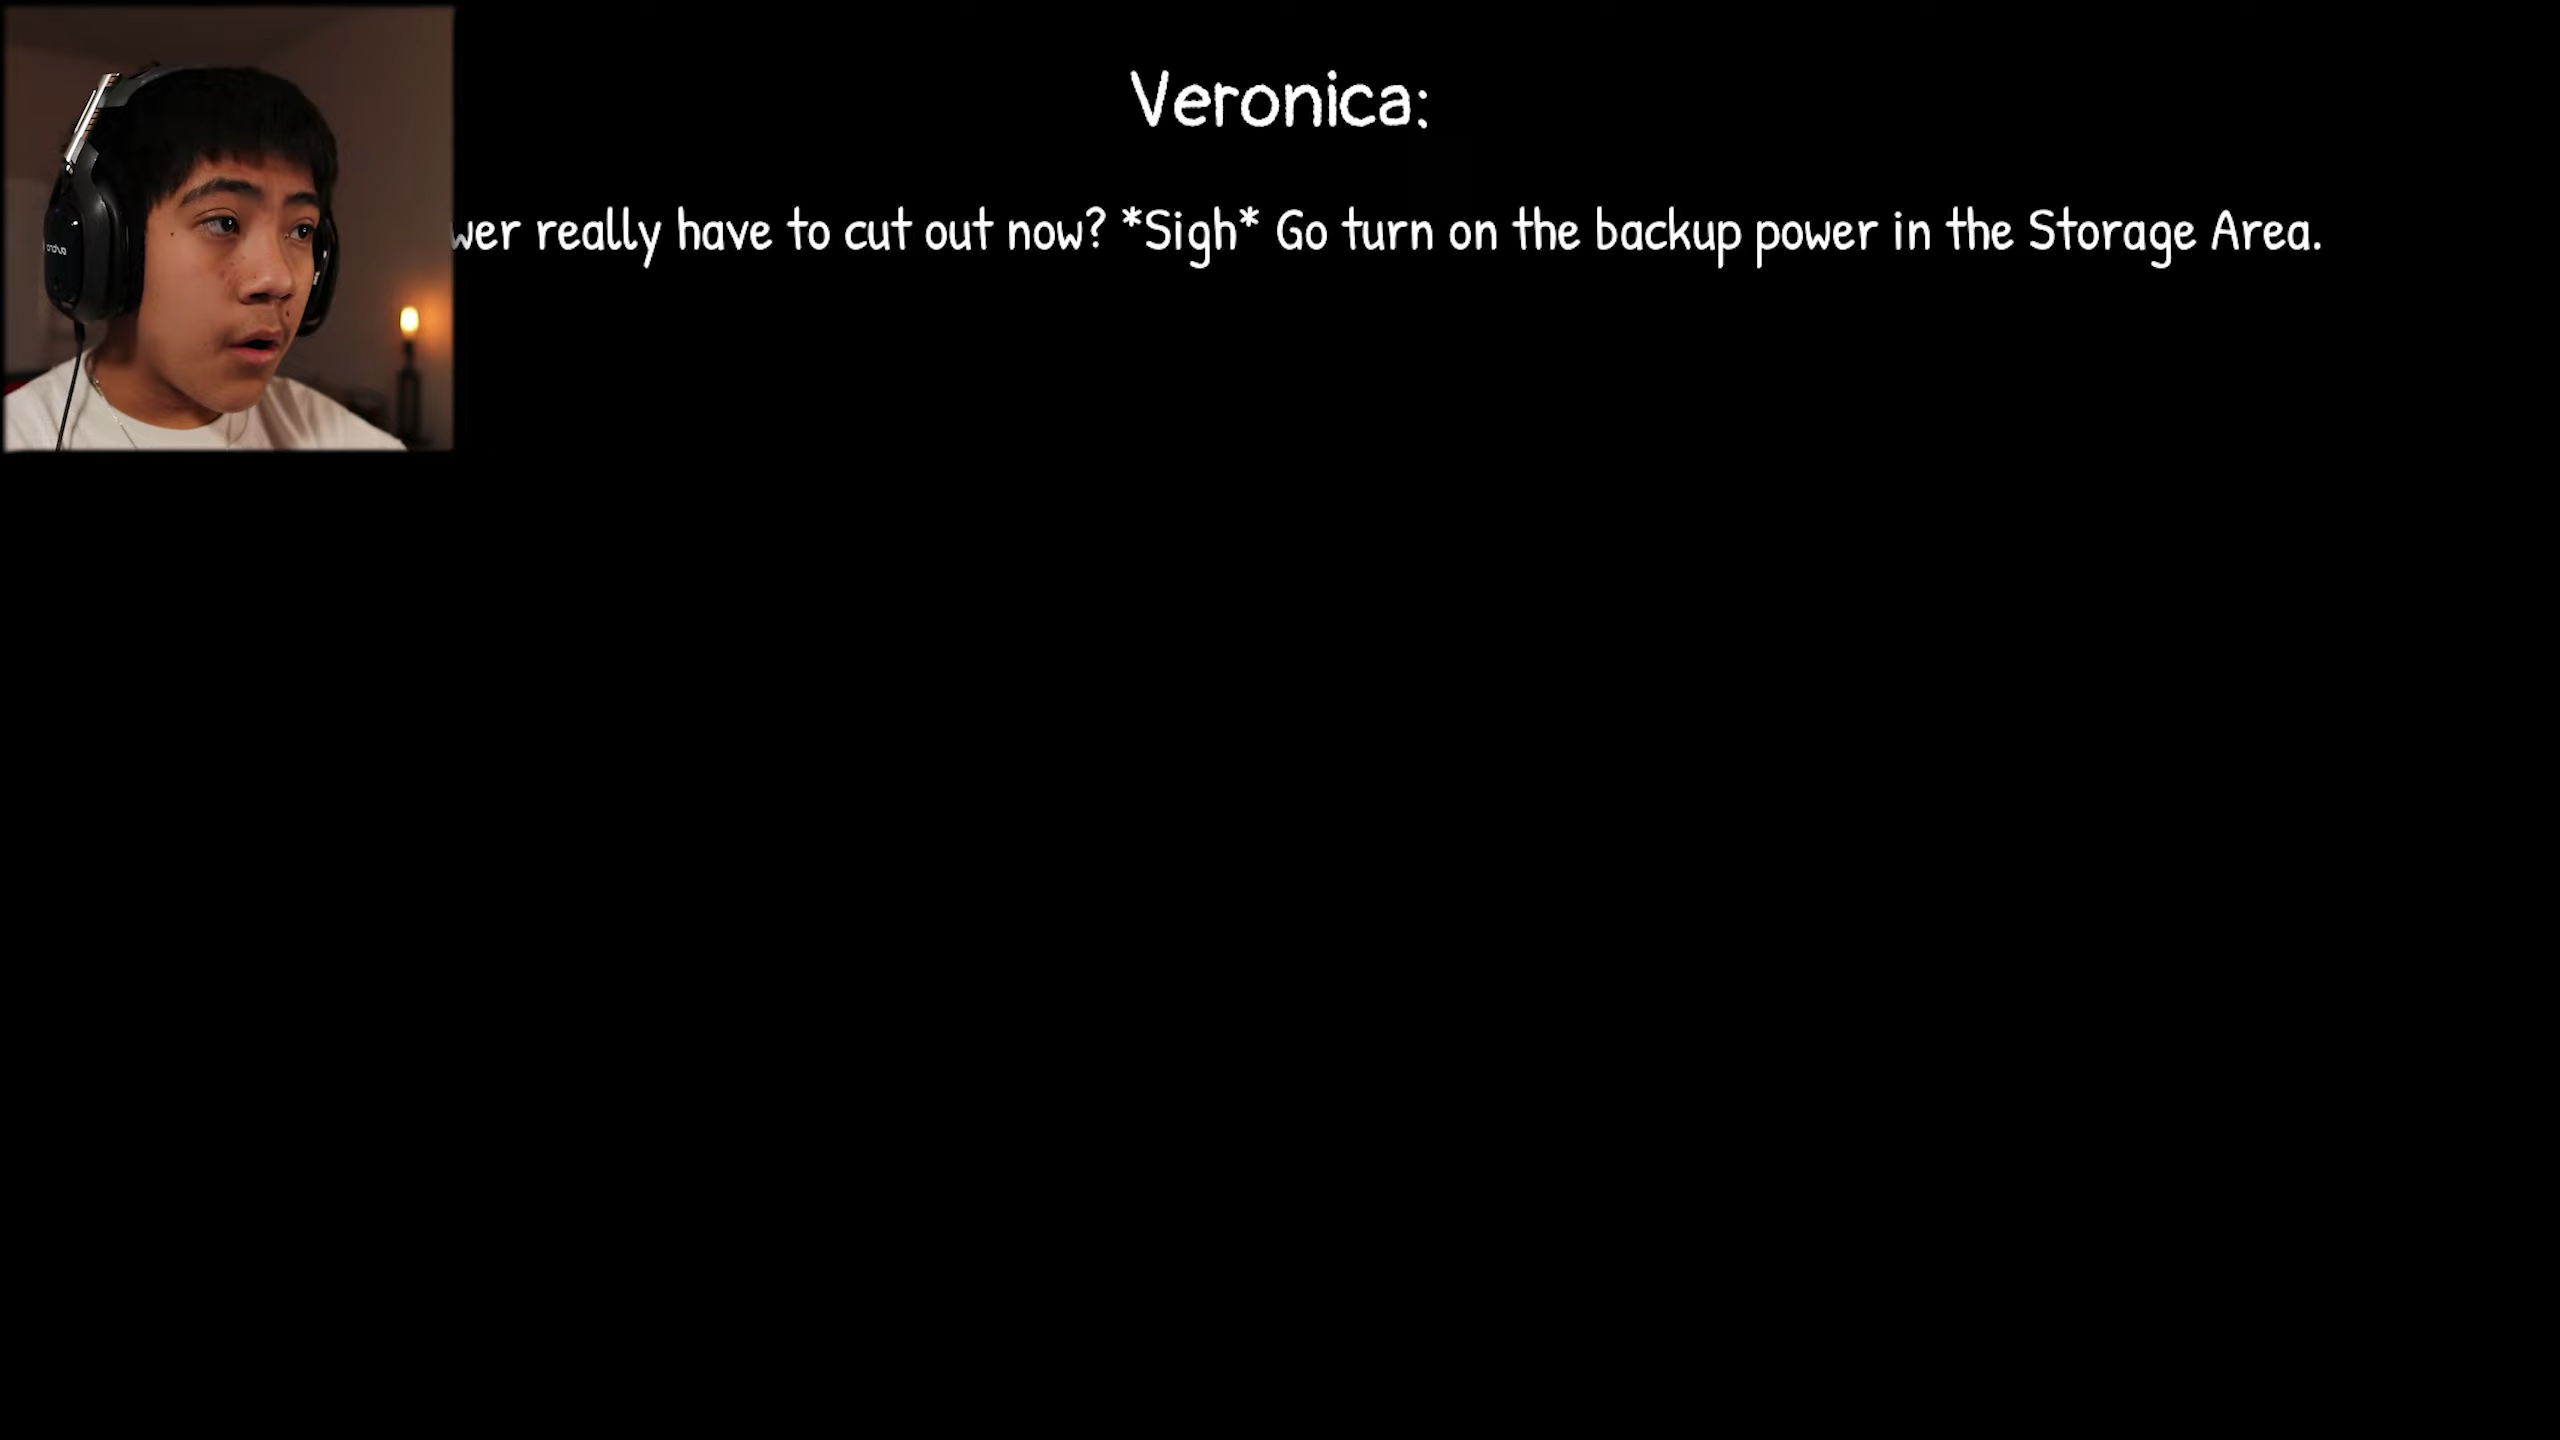 Veronica:
wer really have to cut out now? *Sigh* Go turn on the backup power in the Storage Area.